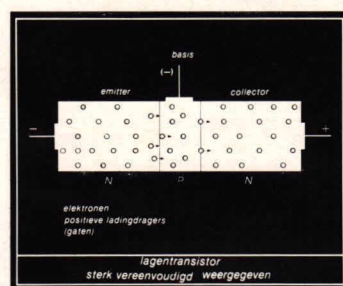 basis
(-)
emitter
collector
-
+
N P N
elektronen
positieve ladingdragers
(gaten)
lagentransistor
sterk vereenvoudigd weergegeven